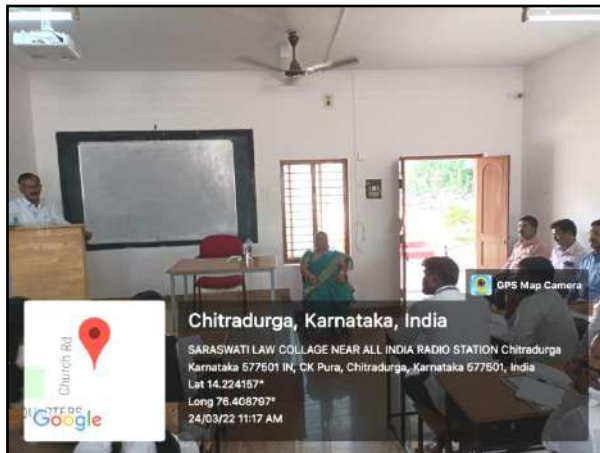 GPS Map Camera
Chitradurga, Karnataka, India
SARASWATI LAW COLLAGE NEAR ALL INDIA RADIO STATION Chitradurga
Karnataka 577501 IN, CK Pura, Chitradurga, Karnataka 577501, India
Lat 14.224157°
Long 76.408797°
24/03/22 11:17 AM
Church Rd
Google